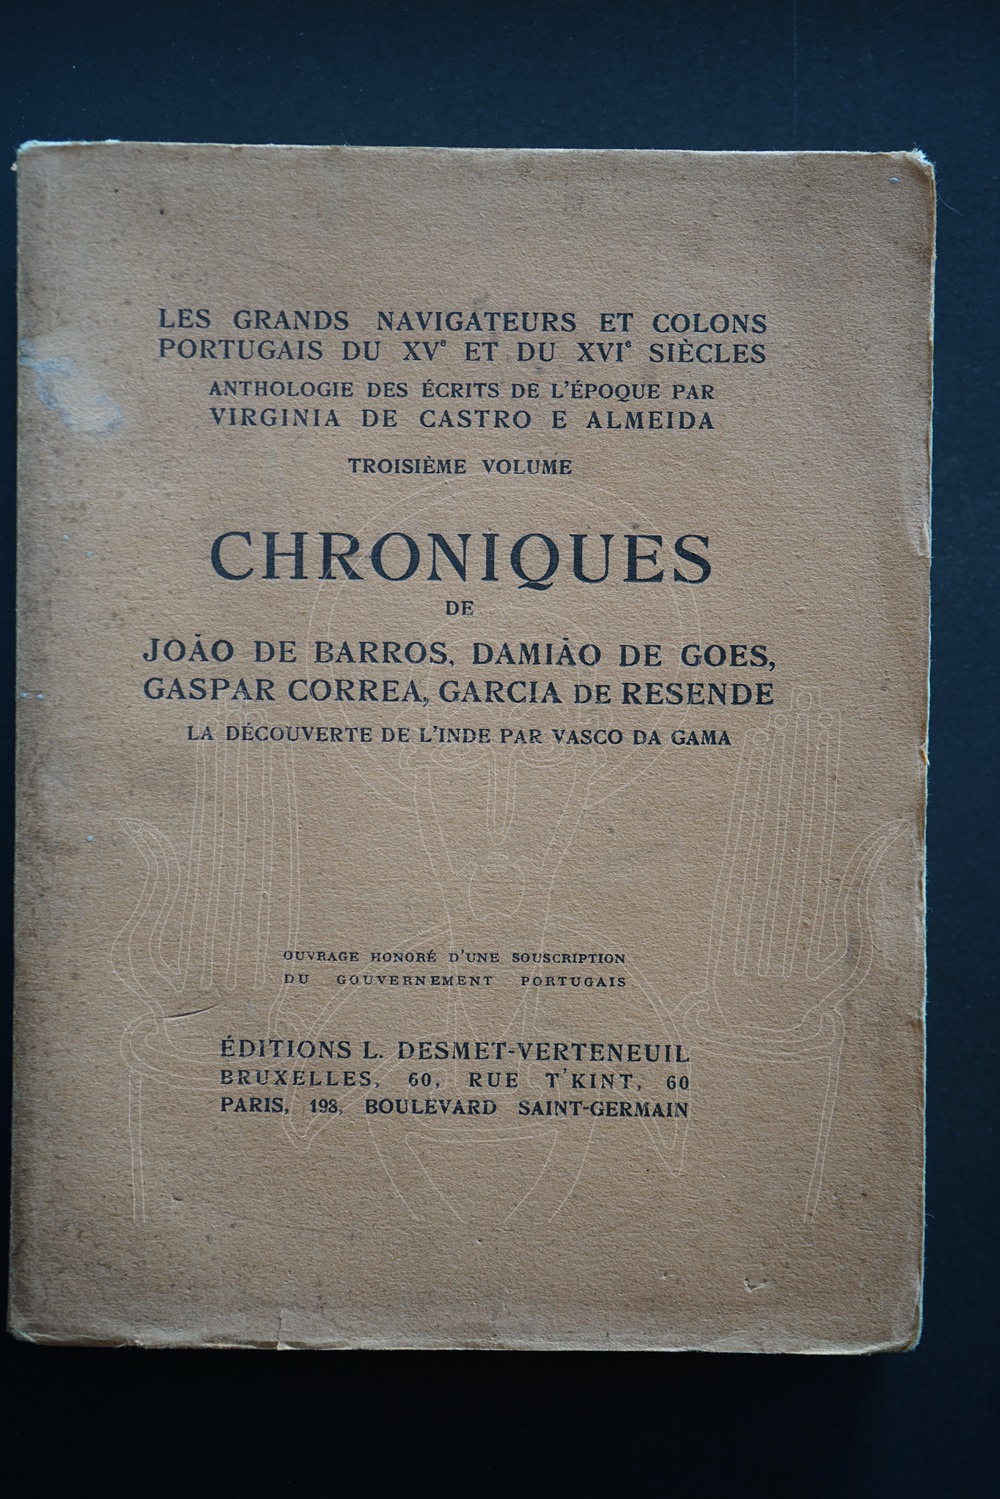 LES GRANDS NAVIGATEURS ET COLONS
PORTUGAIS DU XVᵉ ET DU XVIᵉ SIÈCLES
ANTHOLOGIE DES ÉCRITS DE L'ÉPOQUE PAR
VIRGINIA DE CASTRO E ALMEIDA
TROISIÈME VOLUME
CHRONIQUES
DE
JOÃO DE BARROS, DAMIÃO DE GOES,
GASPAR CORREA, GARCIA DE RESENDE
LA DÉCOUVERTE DE L'INDE PAR VASCO DA GAMA
OUVRAGE HONORÉ D'UNE SOUSCRIPTION
DU GOUVERNEMENT PORTUGAIS
ÉDITIONS L. DESMET-VERTENEUIL
BRUXELLES, 60, RUE T'KINT, 60
PARIS, 198, BOULEVARD SAINT-GERMAIN